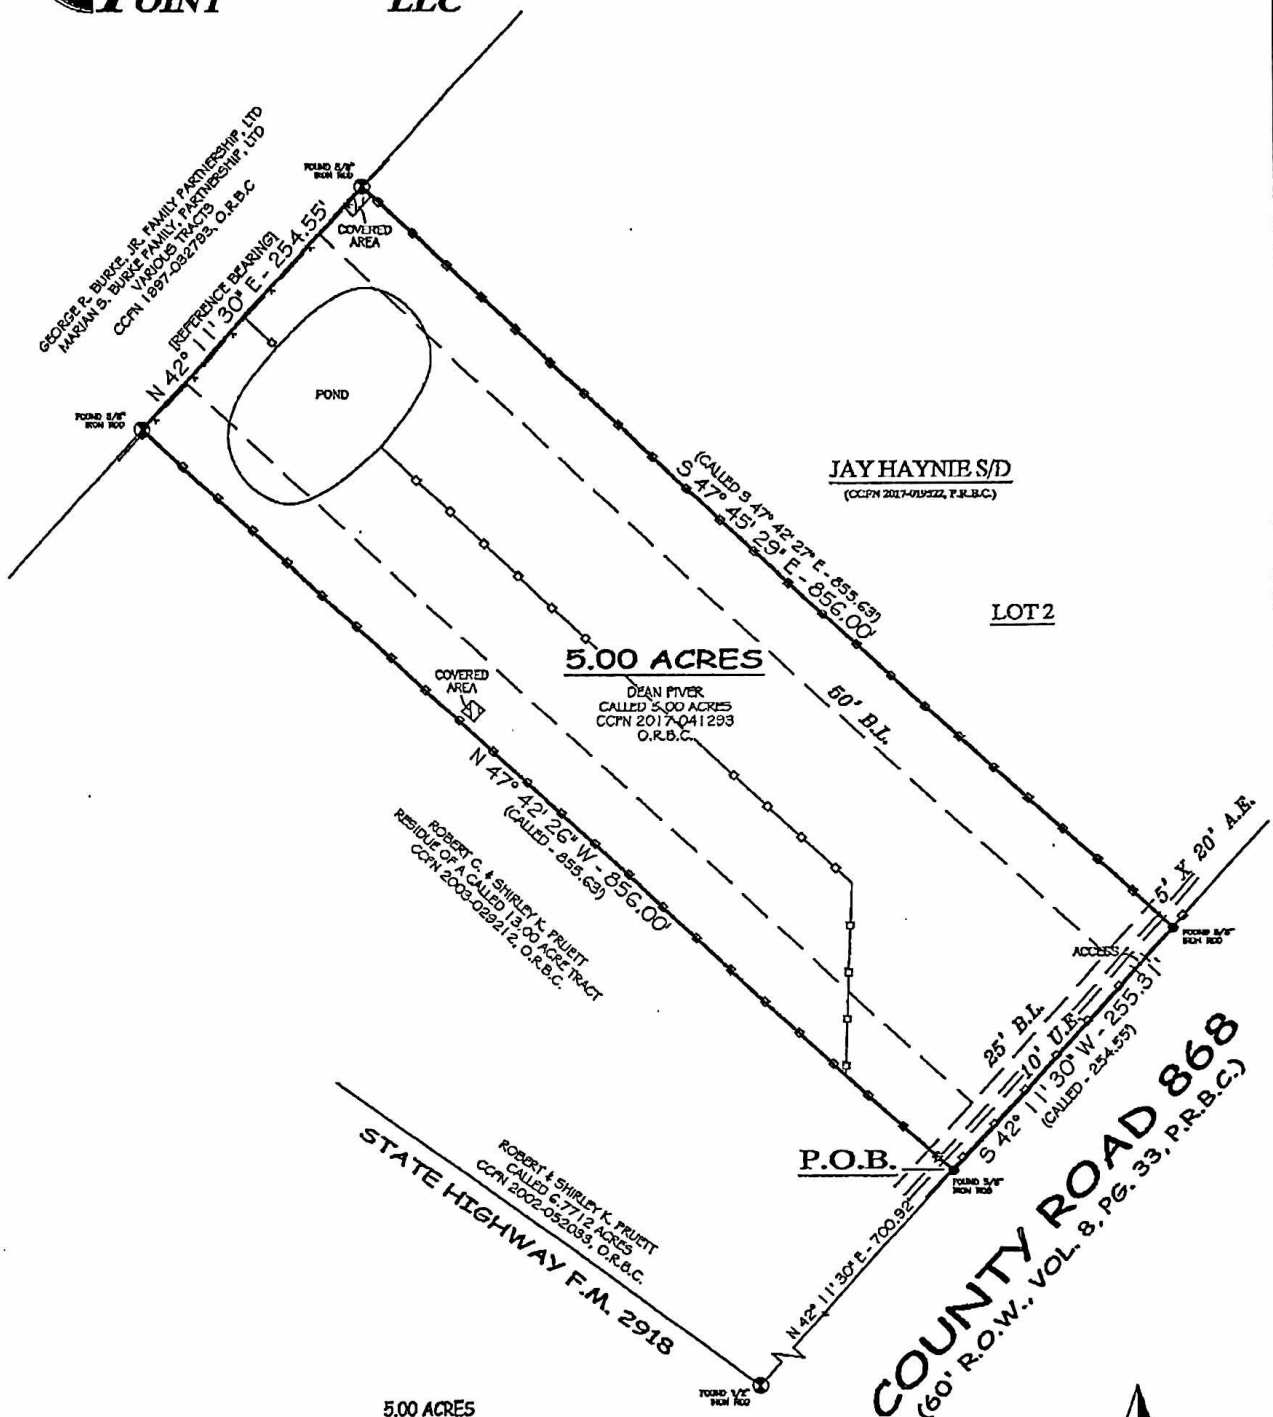 POINT LLC
GEORGE R. BURKE, JR. FAMILY PARTNERSHIP, LTD
MARIAN S. BURKE FAMILY, PARTNERSHIP, LTD
VARIOUS TRACTS
CCFN 1997-032793, O.R.B.C
FOUND 5/8"
IRON ROD
COVERED
AREA
[REFERENCE BEARING]
N 42° 11' 30" E - 254.55'
FOUND 5/8"
IRON ROD
POND
JAY HAYNIE S/D
(CCFN 2017-019522, P.R.B.C.)
(CALLED S 47° 42' 27" E - 855.63')
S 47° 45' 29" E - 856.00'
LOT 2
5.00 ACRES
DEAN PIVER
CALLED 5.00 ACRES
CCFN 2017-041293
O.R.B.C.
COVERED
AREA
50' B.L.
N 47° 42' 26" W - 856.00'
(CALLED - 855.63')
ROBERT C. & SHIRLEY K. PRUETT
RESIDUE OF A CALLED 13.00 ACRE TRACT
CCFN 2003-029212, O.R.B.C.
5' X 20' A.E.
FOUND 5/8"
IRON ROD
ACCESS
25' B.L.
10' U.E.
S 42° 11' 30" W - 255.31'
(CALLED - 254.55')
P.O.B.
FOUND 5/8"
IRON ROD
COUNTY ROAD 868
(60' R.O.W., VOL. 8, PG. 33, P.R.B.C.)
ROBERT & SHIRLEY K. PRUETT
CALLED 6.7712 ACRES
CCFN 2002-052033, O.R.B.C.
STATE HIGHWAY F.M. 2918
N 42° 11' 30" E - 700.92'
FOUND 1/2"
IRON ROD
5.00 ACRES